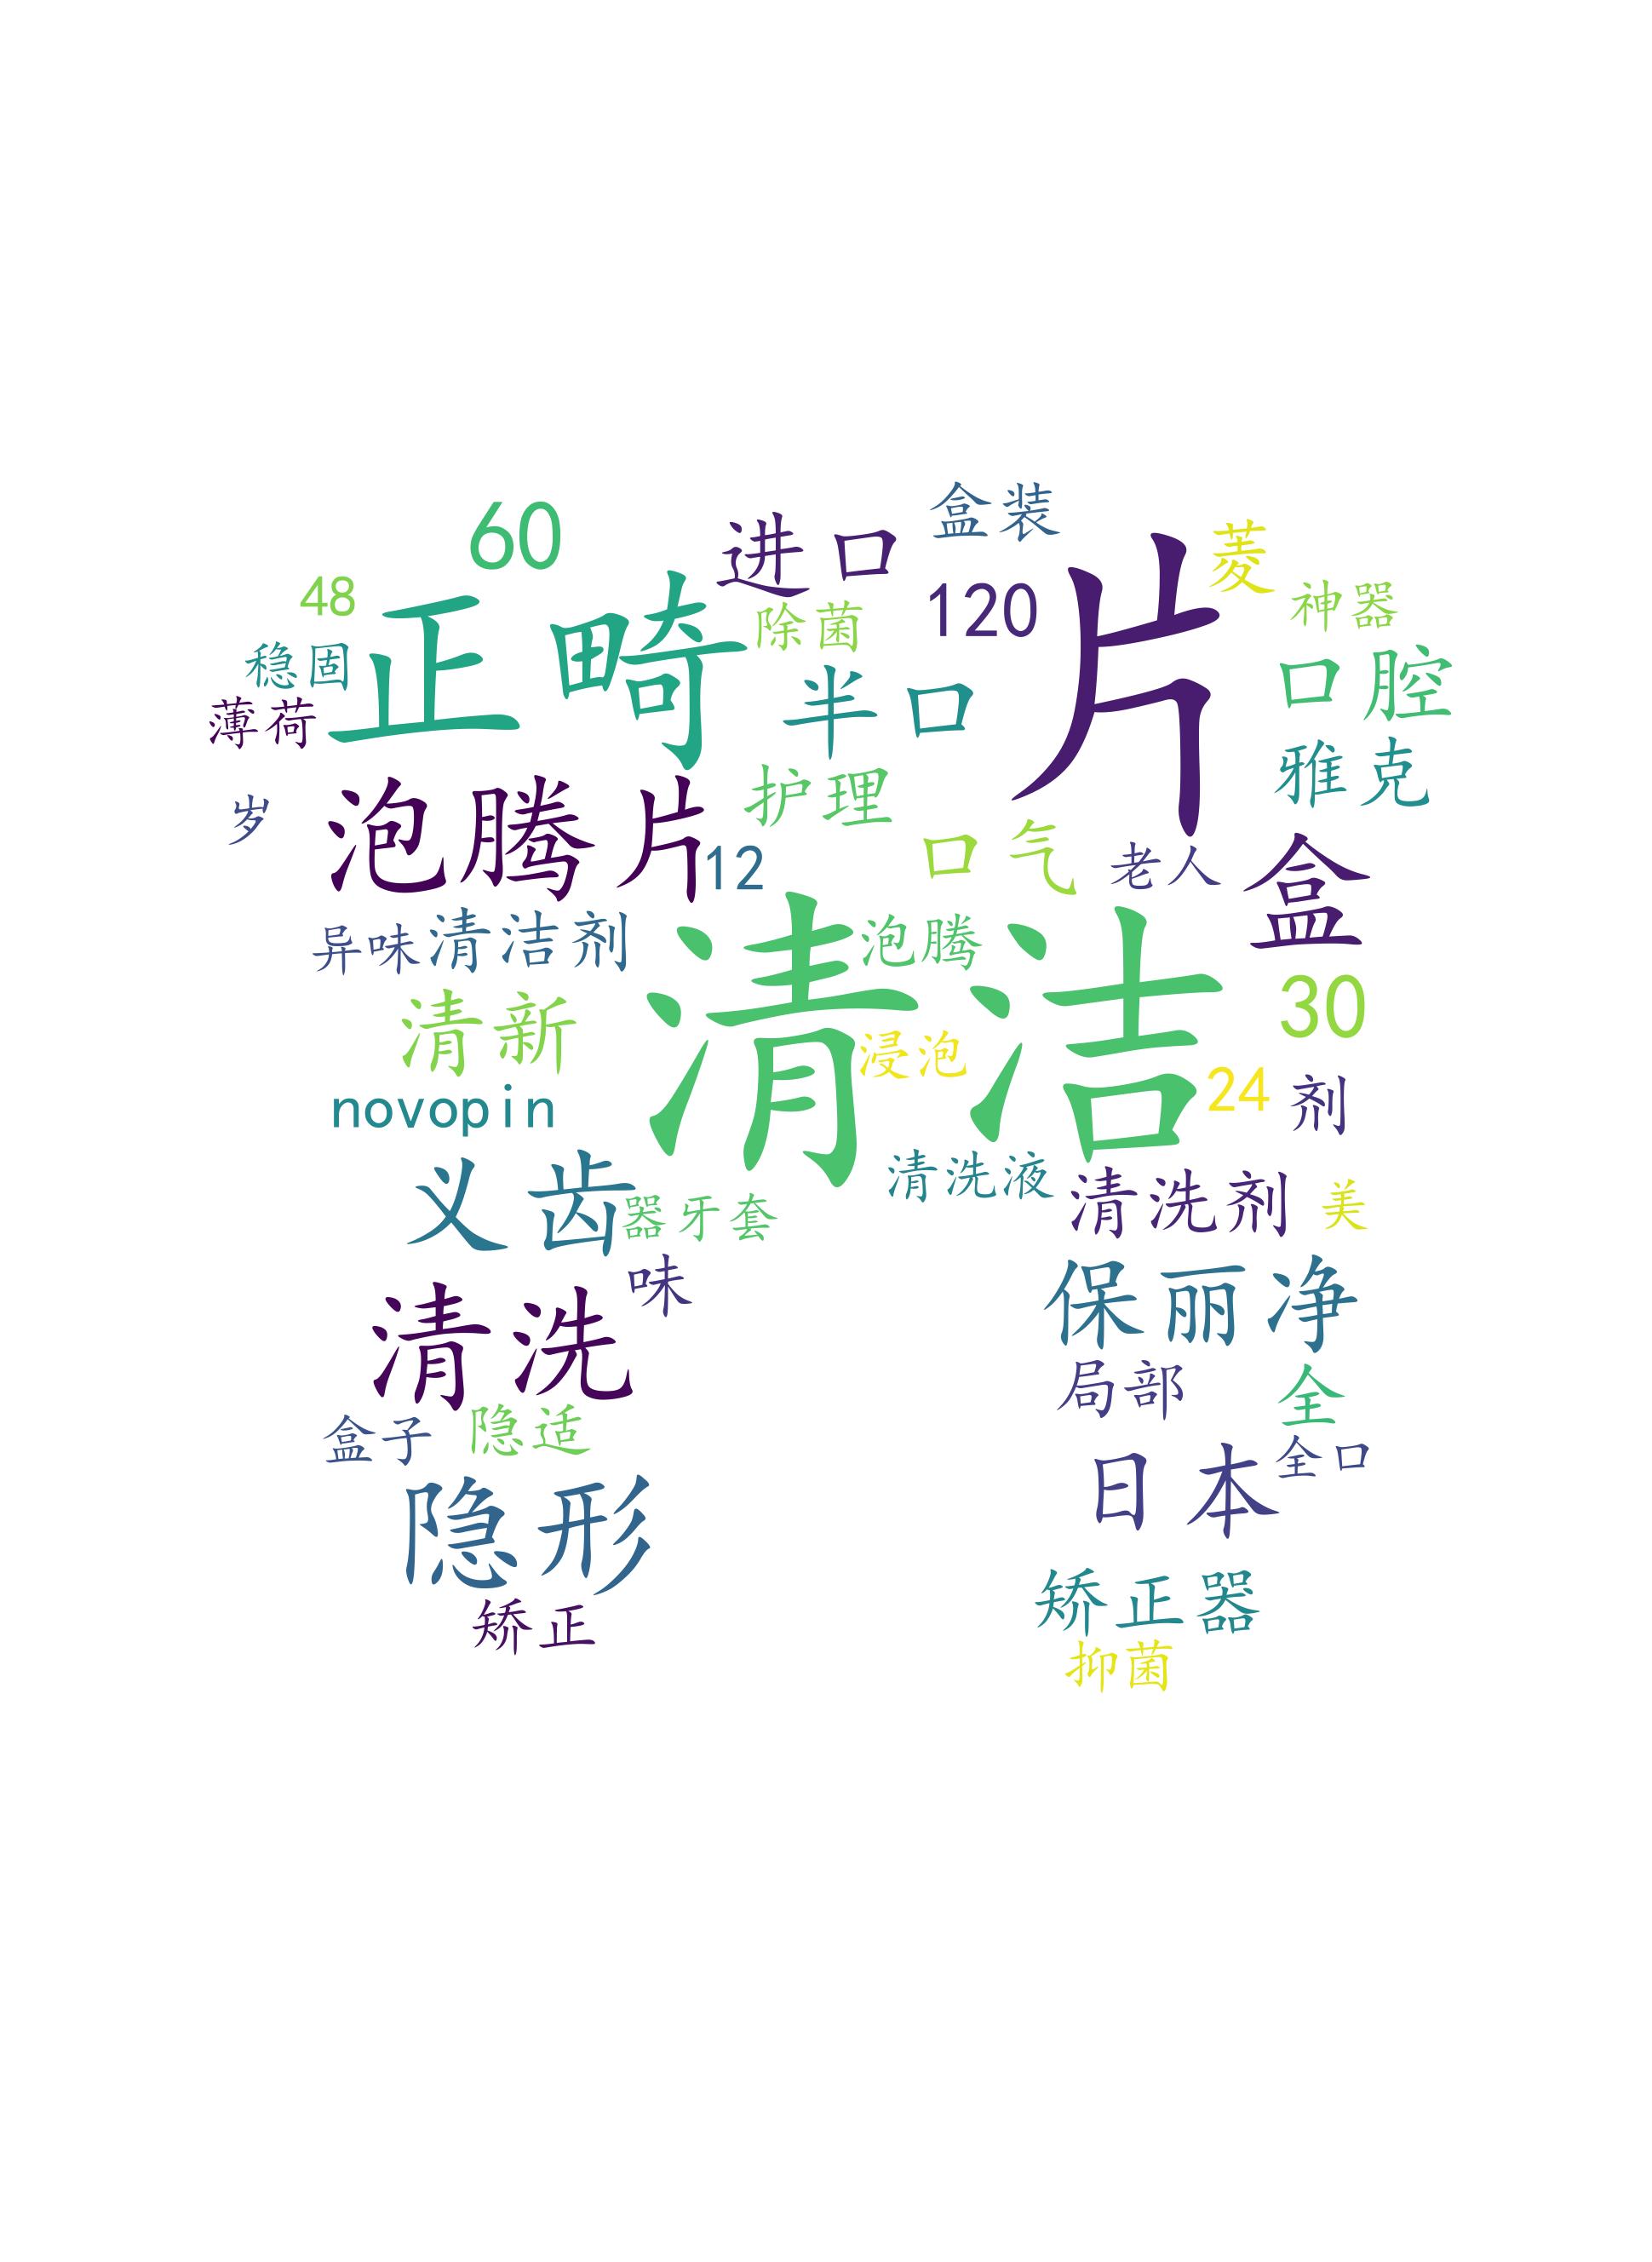 盒装
60
进口
菱
48
120
片
神器
除菌
正畸
稳固
半口
口腔
薄荷
雅克
护理
岁
泡腾片
12
口气
老人
盒
异味
清洁剂
泡腾
清洁
30
清新
浸泡
24
剂
novopin
清洗液
清洗剂
美
义齿
器牙套
味
保丽净
清洗
局部
全
盒子
隐适
全口
日本
隐形
矫正器
矫正
抑菌